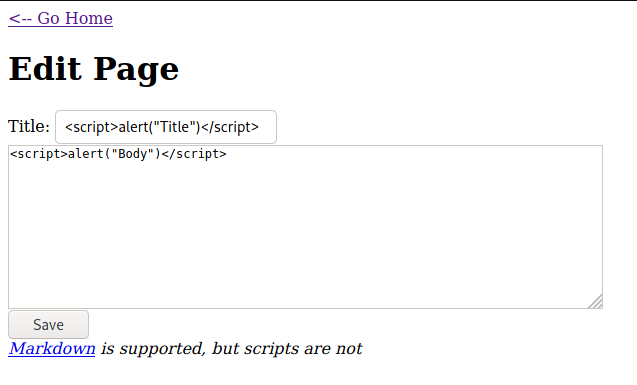 <-- Go Home
Edit Page
Title: <script>alert("Title")</script>
<script>alert("Body")</script>
Save
Markdown is supported, but scripts are not